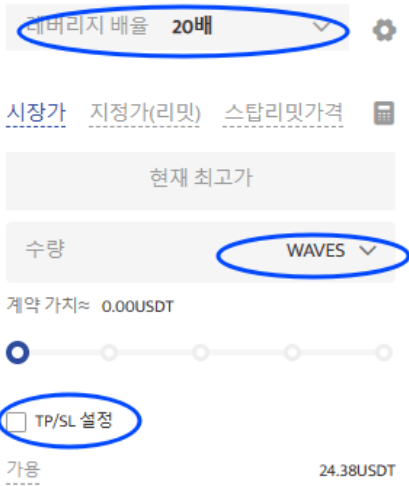 레버리지 배율 20배
시장가 지정가(리밋) 스탑리밋가격
현재 최고가
수량 WAVES
계약 가치≈ 0.00USDT
TP/SL 설정
가용 24.38USDT